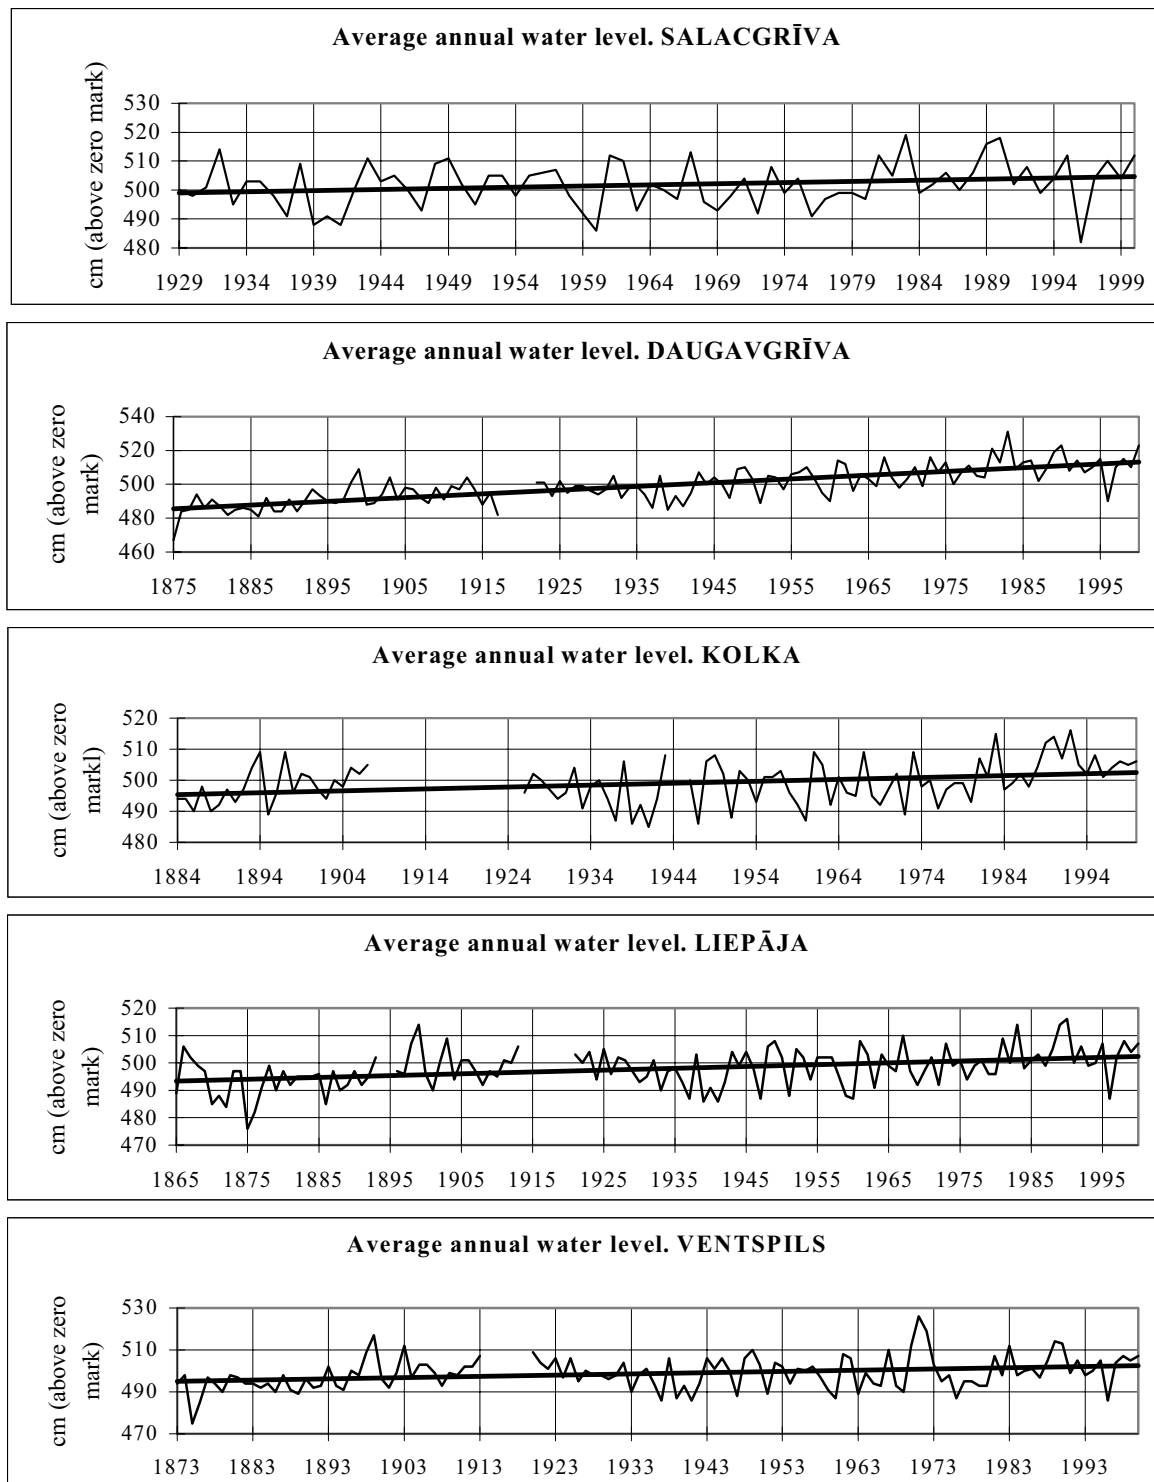 Average annual water level. SALACGRĪVA
cm (above zero mark)
530
520
510
500
490
480
1929 1934 1939 1944 1949 1954 1959 1964 1969 1974 1979 1984 1989 1994 1999
Average annual water level. DAUGAVGRĪVA
cm (above zero
mark)
540
520
500
480
460
1875 1885 1895 1905 1915 1925 1935 1945 1955 1965 1975 1985 1995
Average annual water level. KOLKA
cm (above zero
markl)
520
510
500
490
480
1884 1894 1904 1914 1924 1934 1944 1954 1964 1974 1984 1994
Average annual water level. LIEPĀJA
cm (above zero
mark)
520
510
500
490
480
470
1865 1875 1885 1895 1905 1915 1925 1935 1945 1955 1965 1975 1985 1995
Average annual water level. VENTSPILS
cm (above zero
mark)
530
510
490
470
1873 1883 1893 1903 1913 1923 1933 1943 1953 1963 1973 1983 1993